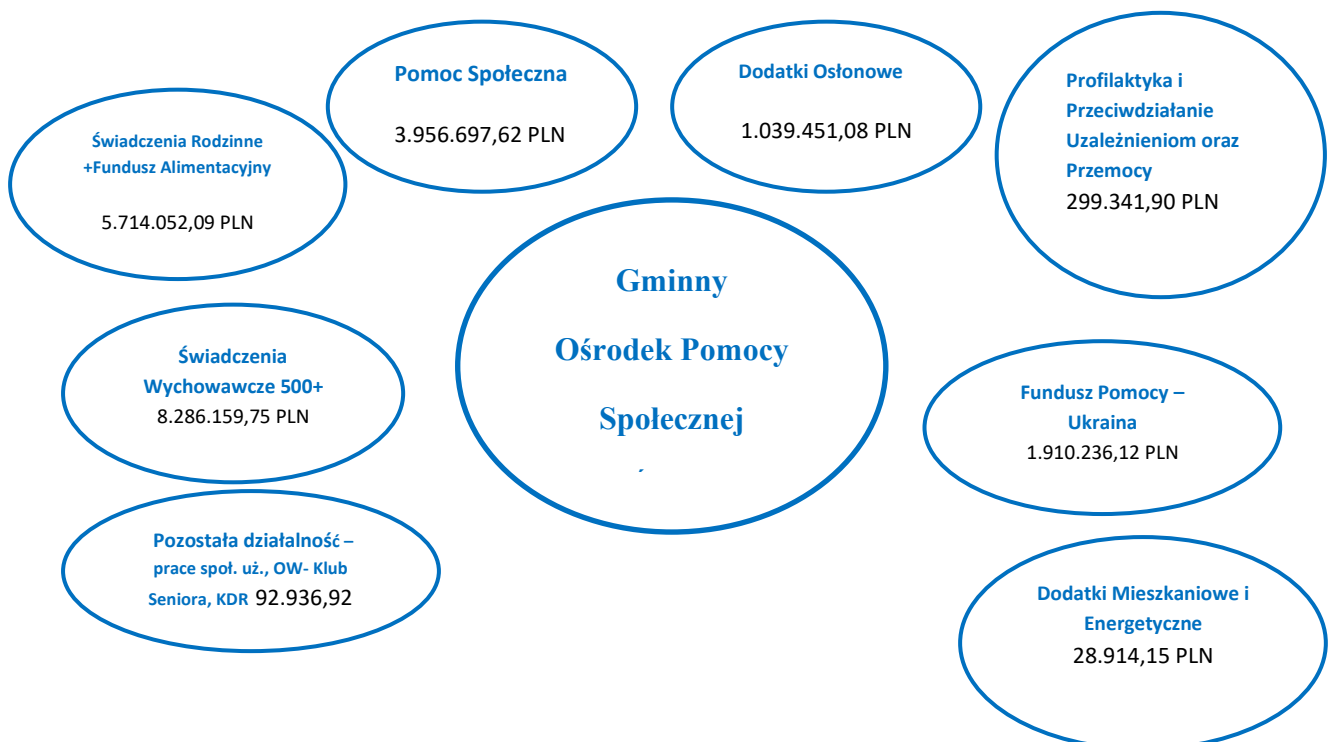 Pomoc Społeczna
3.956.697,62 PLN
Dodatki Osłonowe
1.039.451,08 PLN
Profilaktyka i
Przeciwdziałanie
Uzależnieniom oraz
Przemocy
299.341,90 PLN
Świadczenia Rodzinne
+Fundusz Alimentacyjny
5.714.052,09 PLN
Gminny
Ośrodek Pomocy
Społecznej
Świadczenia
Wychowawcze 500+
8.286.159,75 PLN
Fundusz Pomocy –
Ukraina
1.910.236,12 PLN
Pozostała działalność –
prace społ. uż., OW- Klub
Seniora, KDR 92.936,92
Dodatki Mieszkaniowe i
Energetyczne
28.914,15 PLN